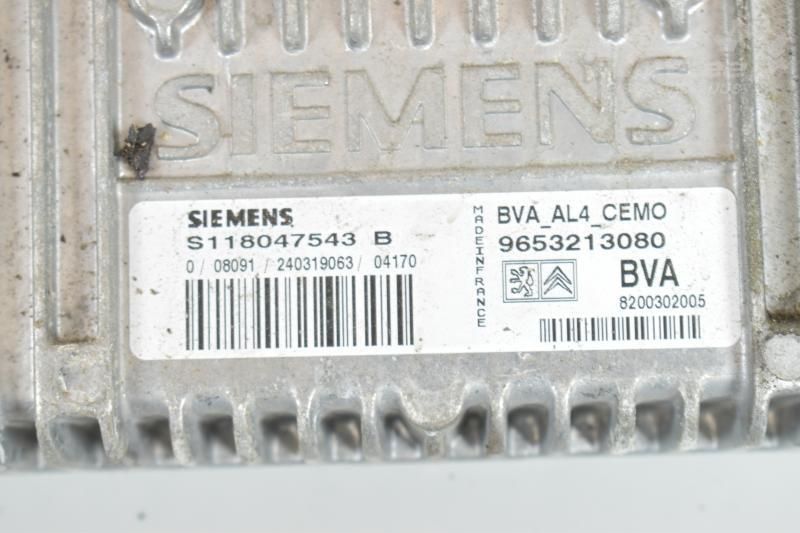 SIEMENS
SIEMENS
S118047543 B
0 / 08091 / 240319063 / 04170
MADEINFRANCE
BVA_AL4_CEMO
9653213080
BVA
8200302005